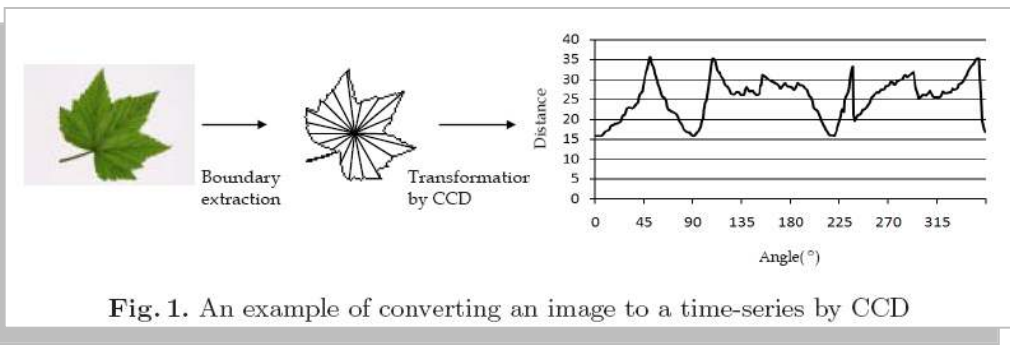 Boundary
extraction
Transformation
by CCD
Distance
40
35
30
25
20
15
10
5
0
0 45 90 135 180 225 270 315
Angle(°)
Fig. 1. An example of converting an image to a time-series by CCD